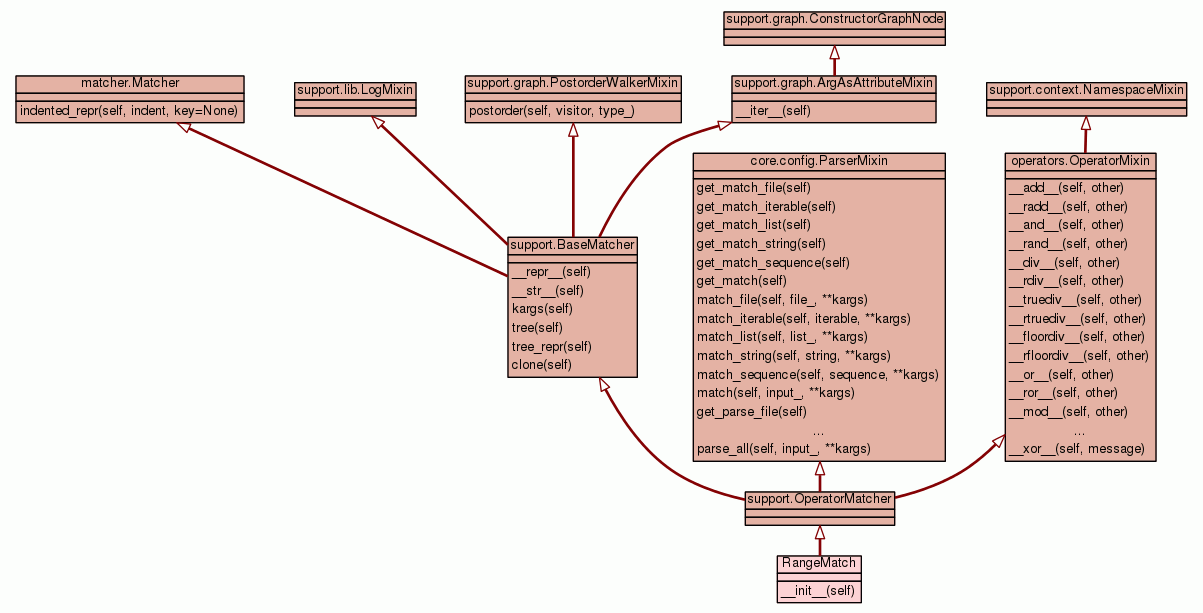 support.graph.ConstructorGraphNode
matcher.Matcher
indented_repr(self, indent, key=None)
support.lib.LogMixin
support.graph.PostorderWalkerMixin
postorder(self, visitor, type_)
support.graph.ArgAsAttributeMixin
__iter__(self)
support.context.NamespaceMixin
core.config.ParserMixin
get_match_file(self)
get_match_iterable(self)
get_match_list(self)
get_match_string(self)
get_match_sequence(self)
get_match(self)
match_file(self, file_, **kargs)
match_iterable(self, iterable, **kargs)
match_list(self, list_, **kargs)
match_string(self, string, **kargs)
match_sequence(self, sequence, **kargs)
match(self, input_, **kargs)
get_parse_file(self)
...
parse_all(self, input_, **kargs)
operators.OperatorMixin
__add__(self, other)
__radd__(self, other)
__and__(self, other)
__rand__(self, other)
__div__(self, other)
__rdiv__(self, other)
__truediv__(self, other)
__rtruediv__(self, other)
__floordiv__(self, other)
__rfloordiv__(self, other)
__or__(self, other)
__ror__(self, other)
__mod__(self, other)
...
__xor__(self, message)
support.BaseMatcher
__repr__(self)
__str__(self)
kargs(self)
tree(self)
tree_repr(self)
clone(self)
support.OperatorMatcher
RangeMatch
__init__(self)